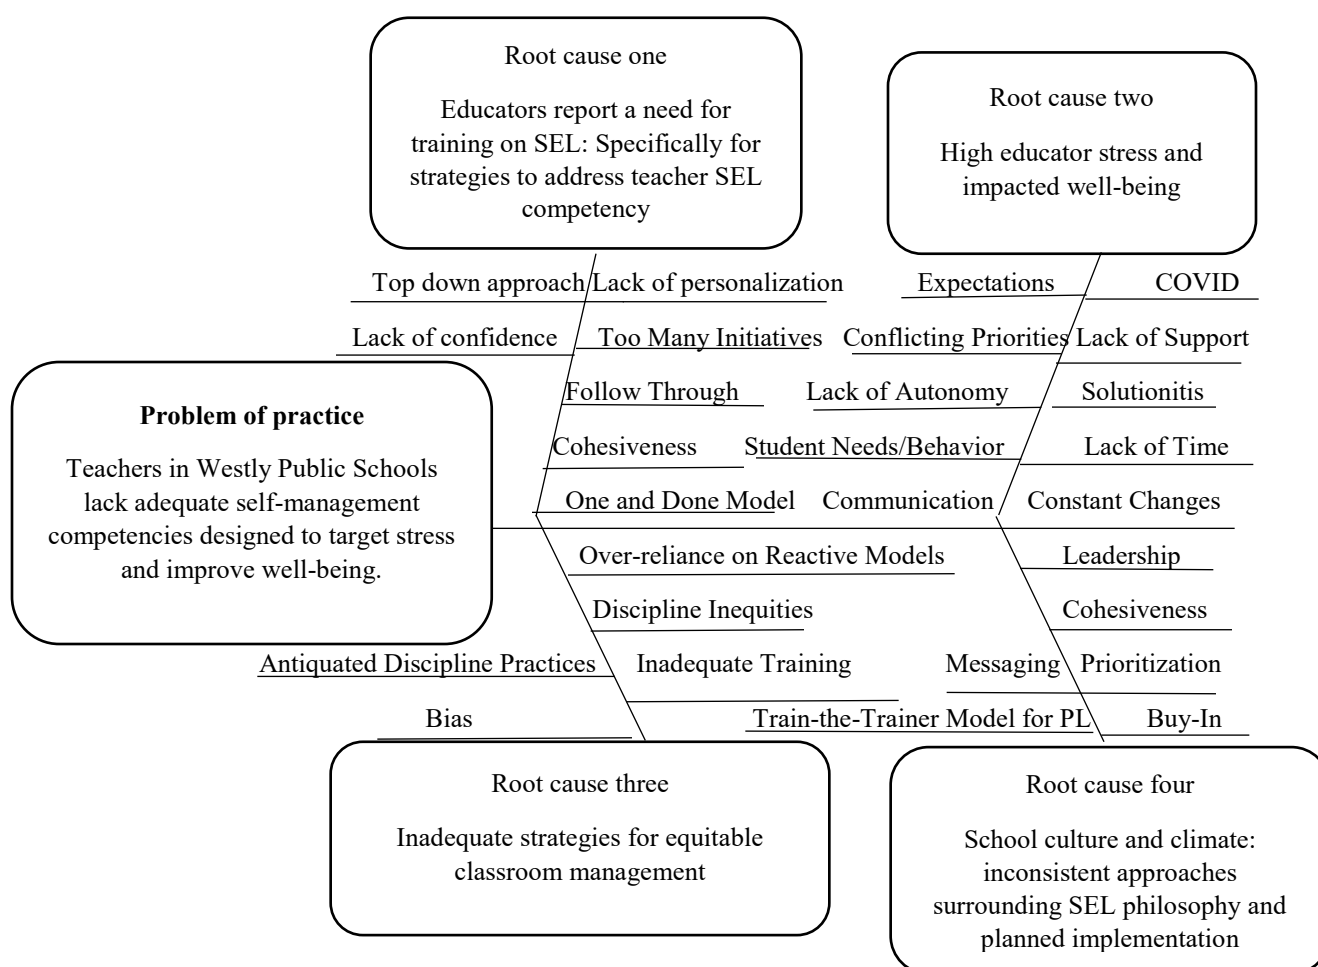 Root cause one
Educators report a need for
training on SEL: Specifically for
strategies to address teacher SEL
competency
Root cause two
High educator stress and
impacted well-being
Top down approach Lack of personalization Expectations COVID
Lack of confidence Too Many Initiatives Conflicting Priorities Lack of Support
Follow Through Lack of Autonomy Solutionitis
Cohesiveness Student Needs/Behavior Lack of Time
One and Done Model Communication Constant Changes
Problem of practice
Teachers in Westly Public Schools
lack adequate self-management
competencies designed to target stress
and improve well-being.
Over-reliance on Reactive Models Leadership
Discipline Inequities Cohesiveness
Antiquated Discipline Practices Inadequate Training Messaging Prioritization
Bias Train-the-Trainer Model for PL Buy-In
Root cause three
Inadequate strategies for equitable
classroom management
Root cause four
School culture and climate:
inconsistent approaches
surrounding SEL philosophy and
planned implementation